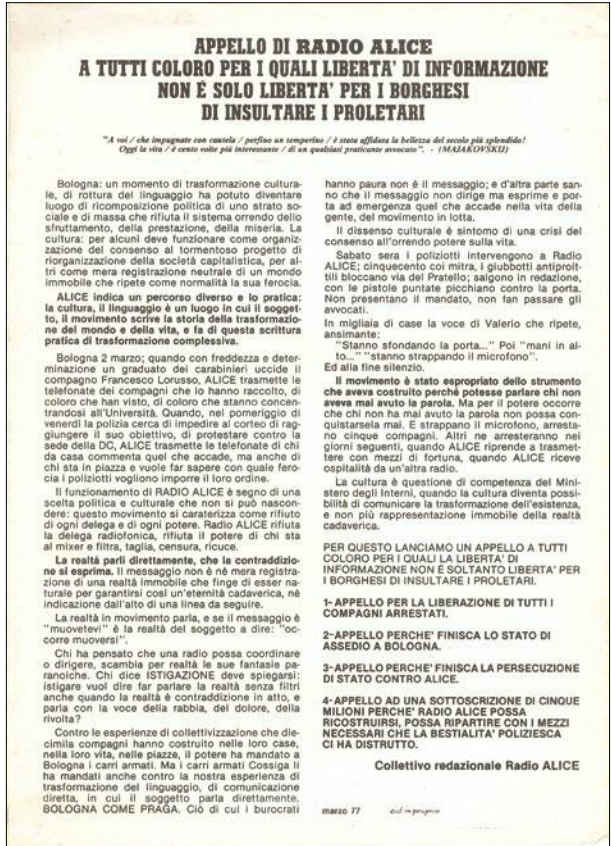 APPELLO DI RADIO ALICE
A TUTTI COLORO PER I QUALI LIBERTA' DI INFORMAZIONE
NON È SOLO LIBERTA' PER I BORGHESI
DI INSULTARE I PROLETARI
"A voi / che impugnate con cautela / perfino un temperino / è stata affidata la bellezza del secolo più splendido!
Oggi la vita / è cento volte più interessante / di un qualsiasi praticante avvocato". - (MAJAKOVSKIJ)
Bologna: un momento di trasformazione cultura-
le, di rottura del linguaggio ha potuto diventare
luogo di ricomposizione politica di uno strato so-
ciale e di massa che rifiuta il sistema orrendo dello
sfruttamento, della prestazione, della miseria. La
cultura: per alcuni deve funzionare come organiz-
zazione del consenso al tormentoso progetto di
riorganizzazione della società capitalistica, per al-
tri come mera registrazione neutrale di un mondo
immobile che ripete come normalità la sua ferocia.
ALICE indica un percorso diverso e lo pratica:
la cultura, il linguaggio è un luogo in cui il sogget-
to, il movimento scrive la storia della trasformazio-
ne del mondo e della vita, e fa di questa scrittura
pratica di trasformazione complessiva.
Bologna 2 marzo; quando con freddezza e deter-
minazione un graduato dei carabinieri uccide il
compagno Francesco Lorusso, ALICE trasmette le
telefonate dei compagni che lo hanno raccolto, di
coloro che han visto, di coloro che stanno concen-
trandosi all'Università. Quando, nel pomeriggio di
venerdì la polizia cerca di impedire al corteo di rag-
giungere il suo obiettivo, di protestare contro la
sede della DC, ALICE trasmette le telefonate di chi
da casa commenta quel che accade, ma anche di
chi sta in piazza e vuole far sapere con quale fero-
cia i poliziotti vogliono imporre il loro ordine.
Il funzionamento di RADIO ALICE è segno di una
scelta politica e culturale che non si può nascon-
dere: questo movimento si caraterizza come rifiuto
di ogni delega e di ogni potere. Radio ALICE rifiuta
la delega radiofonica, rifiuta il potere di chi sta
al mixer e filtra, taglia, censura, ricuce.
La realtà parli direttamente, che la contraddizio-
ne si esprima. Il messaggio non è nè mera registra-
zione di una realtà immobile che finge di esser na-
turale per garantirsi così un'eternità cadaverica, nè
indicazione dall'alto di una linea da seguire.
La realtà in movimento parla, e se il messaggio è
"muovetevi" è la realtà del soggetto a dire: "oc-
corre muoversi".
Chi ha pensato che una radio possa coordinare
o dirigere, scambia per realtà le sue fantasie pa-
ranoiche. Chi dice ISTIGAZIONE deve spiegarsi:
istigare vuol dire far parlare la realtà senza filtri
anche quando la realtà è contraddizione in atto, e
parla con la voce della rabbia, del dolore, della
rivolta?
Contro le esperienze di collettivizzazione che die-
cimila compagni hanno costruito nelle loro case,
nella loro vita, nelle piazze, il potere ha mandato a
Bologna i carri armati. Ma i carri armati Cossiga li
ha mandati anche contro la nostra esperienza di
trasformazione del linguaggio, di comunicazione
diretta, in cui il soggetto parla direttamente.
BOLOGNA COME PRAGA. Ciò di cui i burocrati
hanno paura non è il messaggio; e d'altra parte san-
no che il messaggio non dirige ma esprime e por-
ta ad emergenza quel che accade nella vita della
gente, del movimento in lotta.
Il dissenso culturale è sintomo di una crisi del
consenso all'orrendo potere sulla vita.
Sabato sera i poliziotti intervengono a Radio
ALICE; cinquecento coi mitra, i giubbotti antiproit-
tili bloccano via del Pratello; salgono in redazione,
con le pistole puntate picchiano contro la porta.
Non presentano il mandato, non fan passare gli
avvocati.
In migliaia di case la voce di Valerio che ripete,
ansimante:
"Stanno sfondando la porta..." Poi "mani in al-
to..." "stanno strappando il microfono".
Ed alla fine silenzio.
Il movimento è stato espropriato dello strumento
che aveva costruito perché potesse parlare chi non
aveva mai avuto la parola. Ma per il potere occorre
che chi non ha mai avuto la parola non possa con-
quistarsela mai. E strappano il microfono, arresta-
no cinque compagni. Altri ne arresteranno nei
giorni seguenti, quando ALICE riprende a trasmet-
tere con mezzi di fortuna, quando ALICE riceve
ospitalità da un'altra radio.
La cultura è questione di competenza del Mini-
stero degli Interni, quando la cultura diventa possi-
bilità di comunicare la trasformazione dell'esistenza,
e non più rappresentazione immobile della realtà
cadaverica.
PER QUESTO LANCIAMO UN APPELLO A TUTTI
COLORO PER I QUALI LA LIBERTA' DI
INFORMAZIONE NON È SOLTANTO LIBERTA' PER
I BORGHESI DI INSULTARE I PROLETARI.
1- APPELLO PER LA LIBERAZIONE DI TUTTI I
COMPAGNI ARRESTATI.
2-APPELLO PERCHE' FINISCA LO STATO DI
ASSEDIO A BOLOGNA.
3-APPELLO PERCHE' FINISCA LA PERSECUZIONE
DI STATO CONTRO ALICE.
4-APPELLO AD UNA SOTTOSCRIZIONE DI CINQUE
MILIONI PERCHE' RADIO ALICE POSSA
RICOSTRUIRSI, POSSA RIPARTIRE CON I MEZZI
NECESSARI CHE LA BESTIALITA' POLIZIESCA
CI HA DISTRUTTO.
Collettivo redazionale Radio ALICE
marzo 77 cicl in proprio